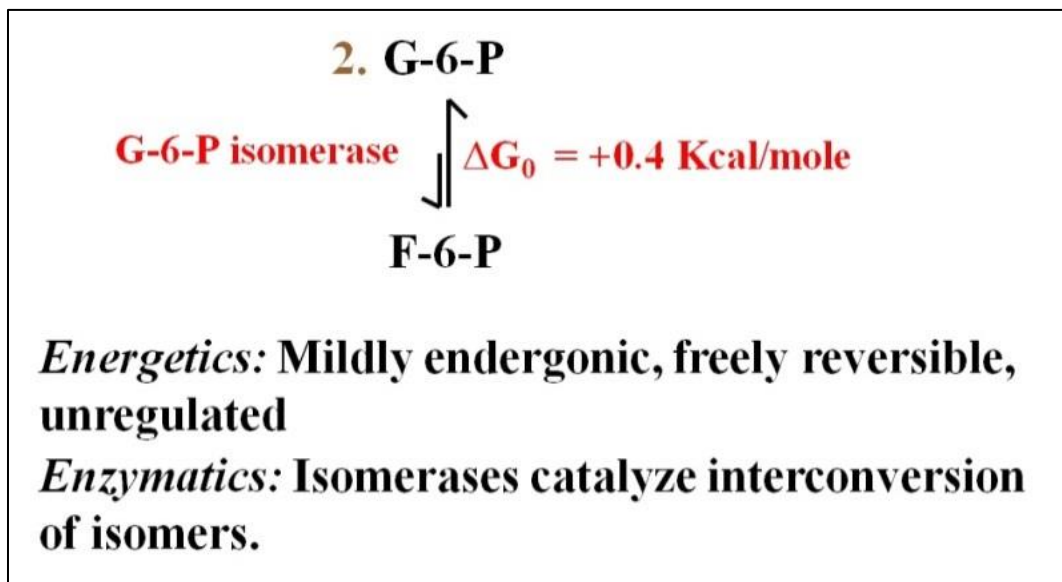 2. G-6-P
G-6-P isomerase ΔG₀ = +0.4 Kcal/mole
F-6-P
Energetics: Mildly endergonic, freely reversible,
unregulated
Enzymatics: Isomerases catalyze interconversion
of isomers.